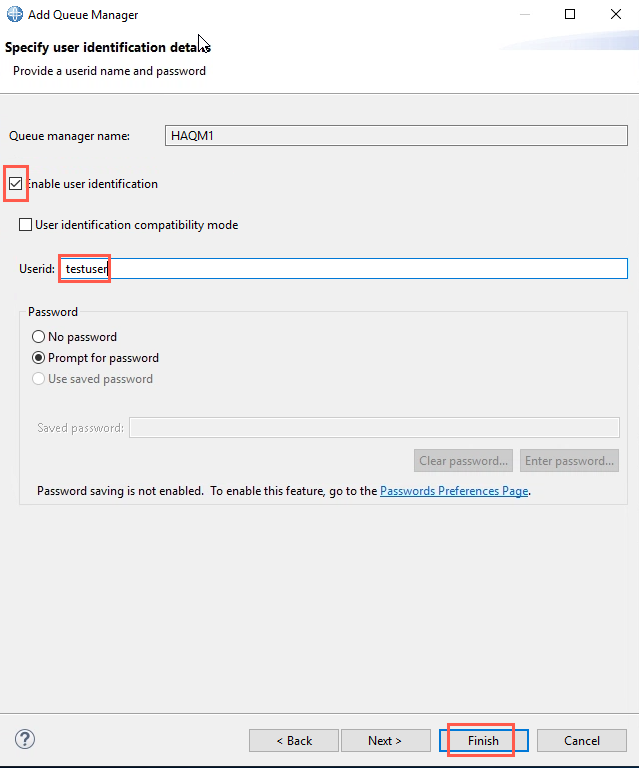 Add Queue Manager
Specify user identification details
Provide a userid name and password
Queue manager name: HAQM1
Enable user identification
User identification compatibility mode
Userid: testuser
Password
No password
Prompt for password
Use saved password
Saved password:
Clear password... Enter password...
Password saving is not enabled. To enable this feature, go to the Passwords Preferences Page.
? < Back Next > Finish Cancel